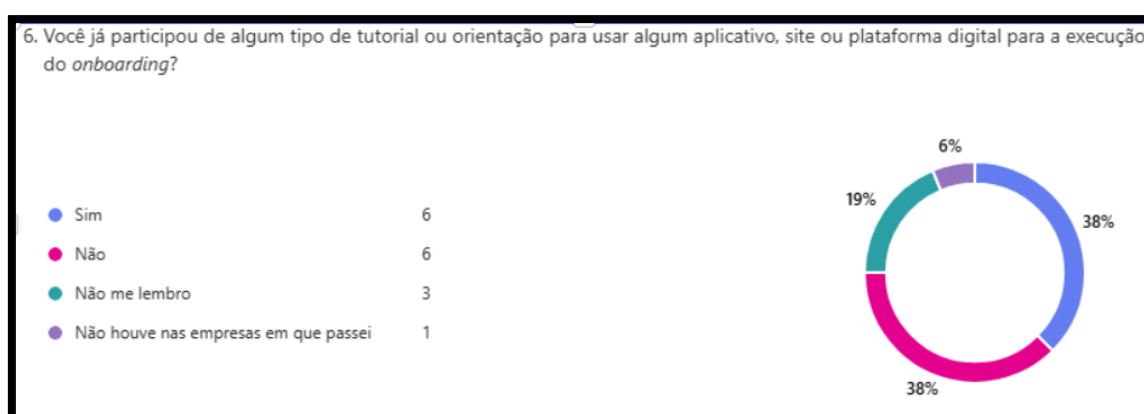 6. Você já participou de algum tipo de tutorial ou orientação para usar algum aplicativo, site ou plataforma digital para a execução
do onboarding?
6%
19%
38%
Sim 6
Não 6
Não me lembro 3
Não houve nas empresas em que passei 1
38%